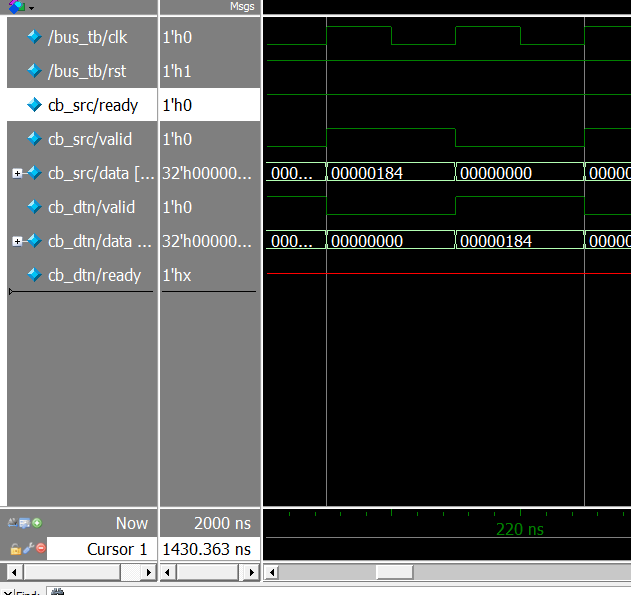 Msgs
/bus_tb/clk 1'h0
/bus_tb/rst 1'h1
cb_src/ready 1'h0
cb_src/valid 1'h0
cb_src/data [... 32'h00000... 000... 00000184 00000000 0000
cb_dtn/valid 1'h0
cb_dtn/data ... 32'h00000... 000... 00000000 00000184 0000
cb_dtn/ready 1'hx
Now 2000 ns 220 ns
Cursor 1 1430.363 ns